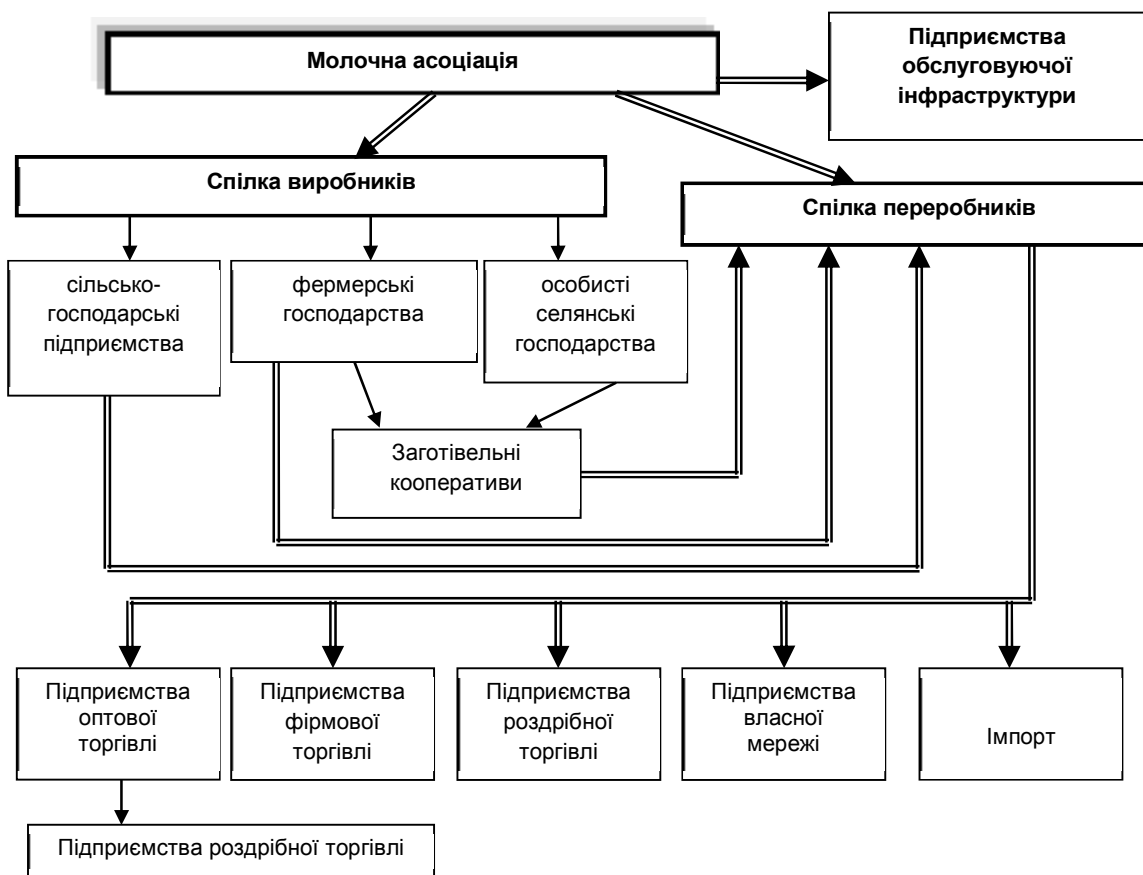 Молочна асоціація
Підприємства
обслуговуючої
інфраструктури
Спілка виробників
Спілка переробників
сільсько-
господарські
підприємства
фермерські
господарства
особисті
селянські
господарства
Заготівельні
кооперативи
Підприємства
оптової
торгівлі
Підприємства
фірмової
торгівлі
Підприємства
роздрібної
торгівлі
Підприємства
власної
мережі
Імпорт
Підприємства роздрібної торгівлі